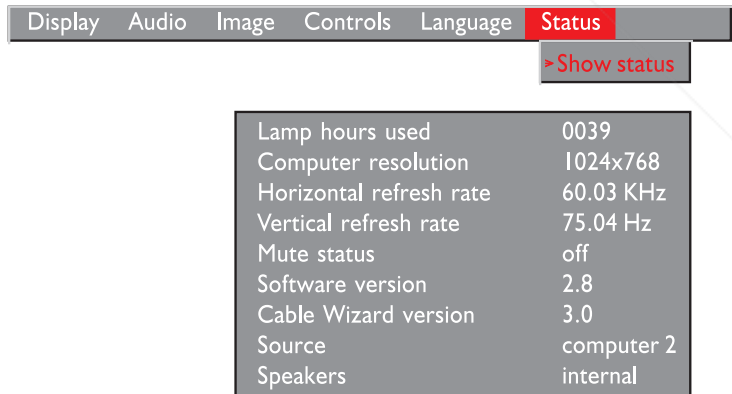 Display Audio Image Controls Language Status
➤ Show status
Lamp hours used 0039
Computer resolution 1024x768
Horizontal refresh rate 60.03 KHz
Vertical refresh rate 75.04 Hz
Mute status off
Software version 2.8
Cable Wizard version 3.0
Source computer 2
Speakers internal